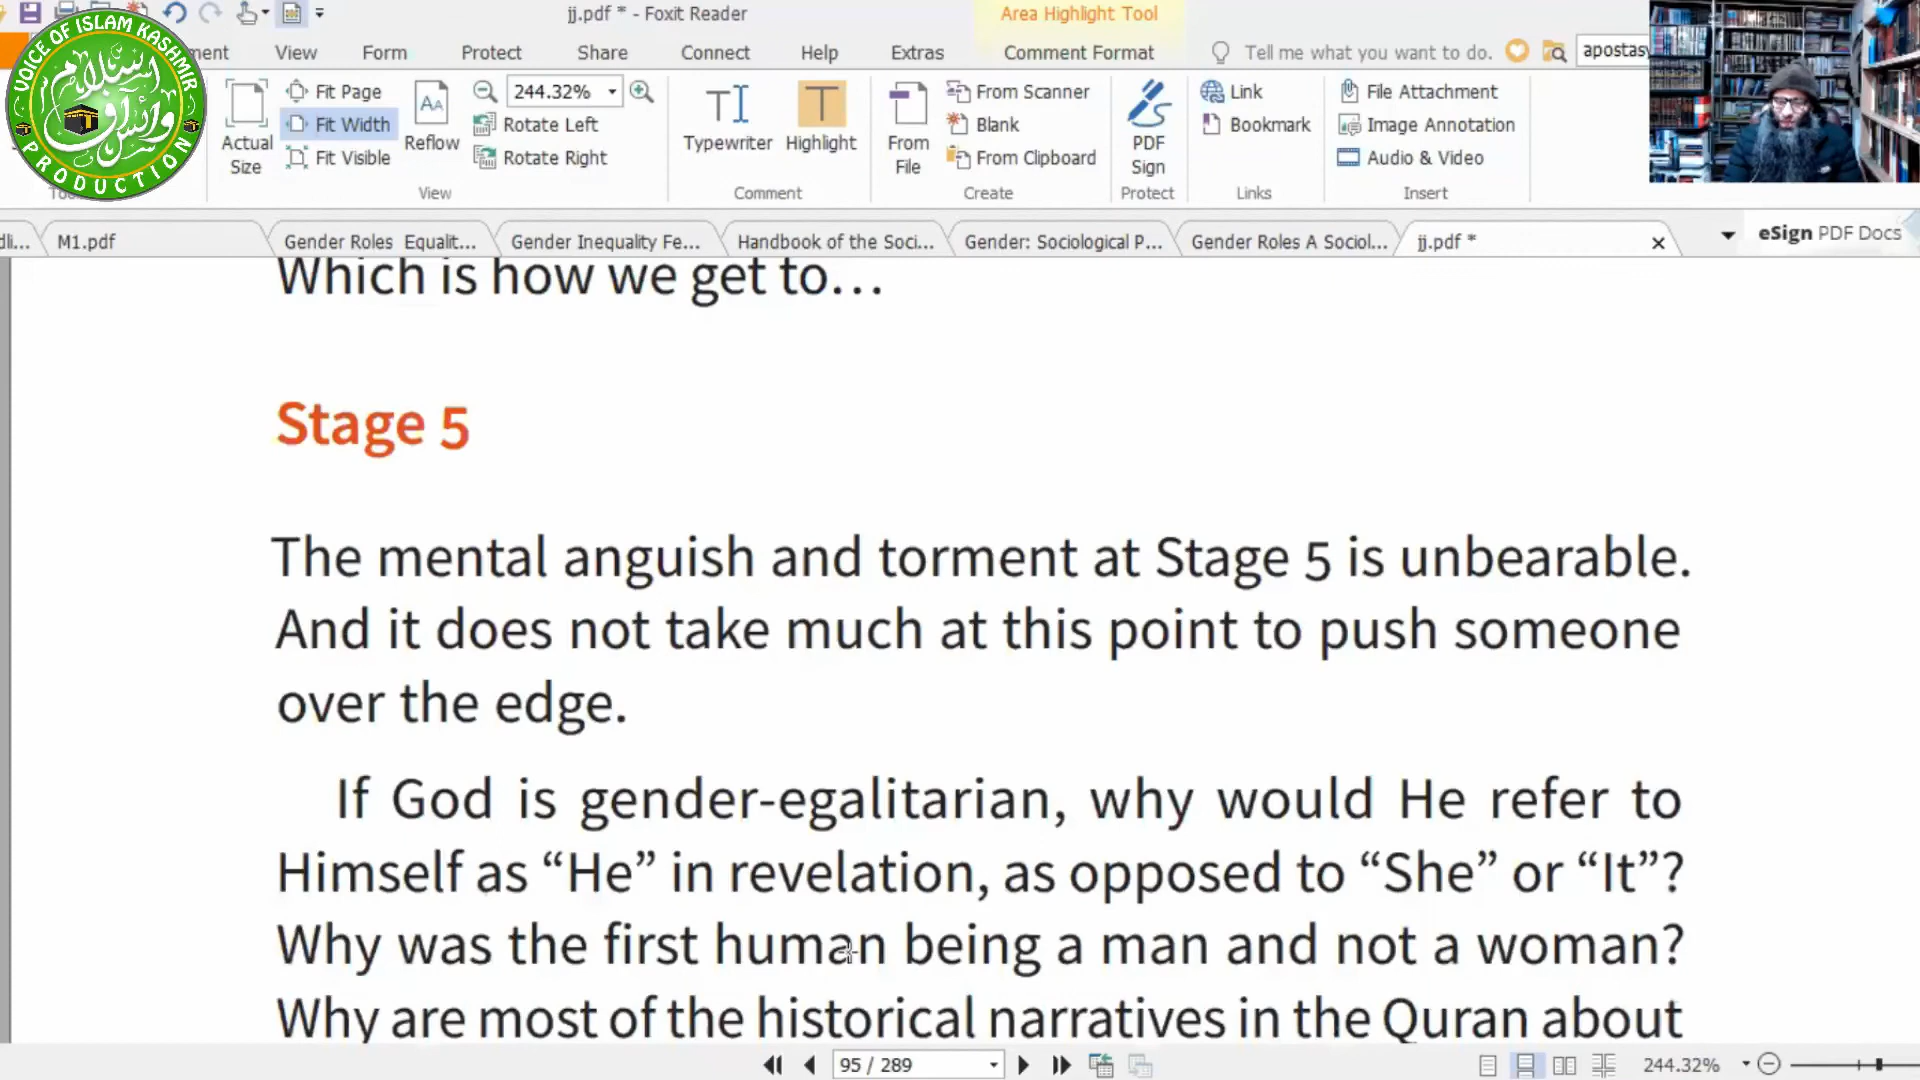 jj.pdf * - Foxit Reader
Area Highlight Tool
ment View Form Protect Share Connect Help Extras Comment Format Tell me what you want to do. apostasy
VOICE OF ISLAM KASHMIR
PRODUCTION
Actual Size
Fit Page
Fit Width
Fit Visible
Reflow
244.32%
Rotate Left
Rotate Right
View
Typewriter
Highlight
Comment
From File
From Scanner
Blank
From Clipboard
Create
PDF Sign
Protect
Link
Bookmark
Links
File Attachment
Image Annotation
Audio & Video
Insert
dli... M1.pdf Gender Roles Equalit... Gender Inequality Fe... Handbook of the Soci... Gender: Sociological P... Gender Roles A Sociol... jj.pdf * eSign PDF Docs
Which is how we get to…
Stage 5
The mental anguish and torment at Stage 5 is unbearable.
And it does not take much at this point to push someone
over the edge.
If God is gender-egalitarian, why would He refer to
Himself as “He” in revelation, as opposed to “She” or “It”?
Why was the first human being a man and not a woman?
Why are most of the historical narratives in the Quran about
95 / 289
244.32%